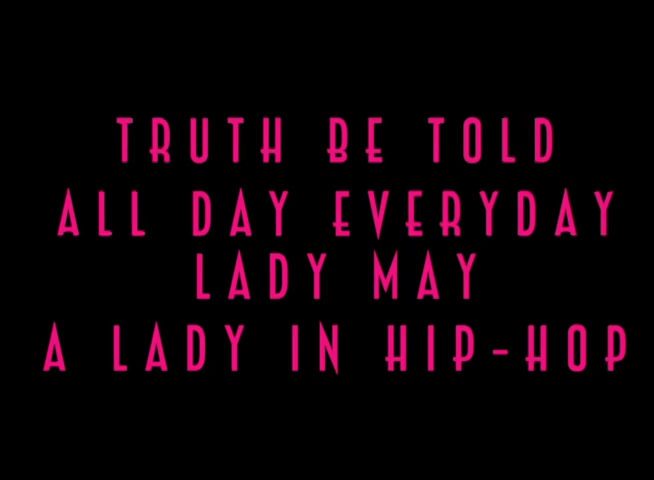 TRUTH BE TOLD
ALL DAY EVERYDAY
LADY MAY
A LADY IN HIP-HOP